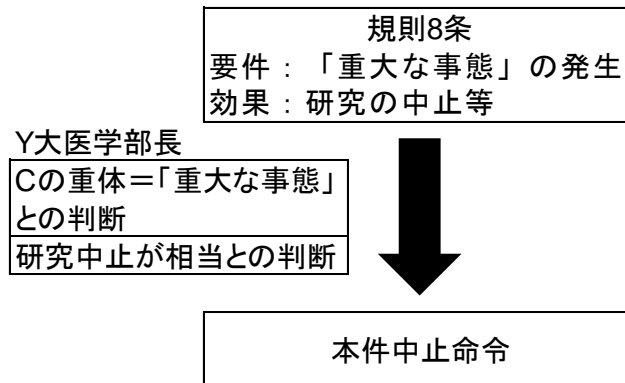 規則8条
要件：「重大な事態」の発生
効果：研究の中止等
Y大医学部長
Cの重体＝「重大な事態」
との判断
研究中止が相当との判断
本件中止命令